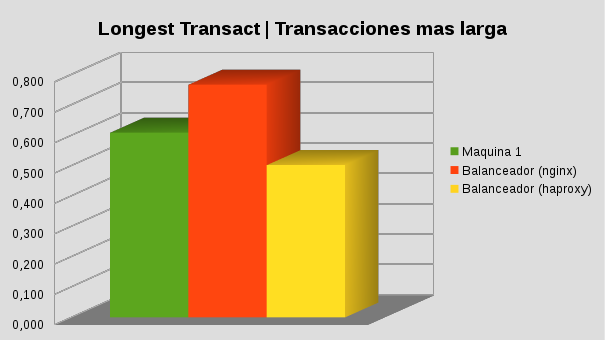 Longest Transact | Transacciones mas larga
0,800
0,700
0,600
0,500
0,400
0,300
0,200
0,100
0,000
Maquina 1
Balanceador (nginx)
Balanceador (haproxy)